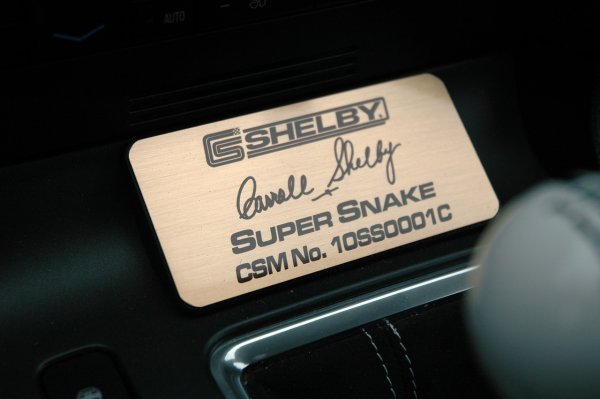 AUTO
SHELBY
Carroll Shelby
SUPER SNAKE
CSM No. 10SS0001C